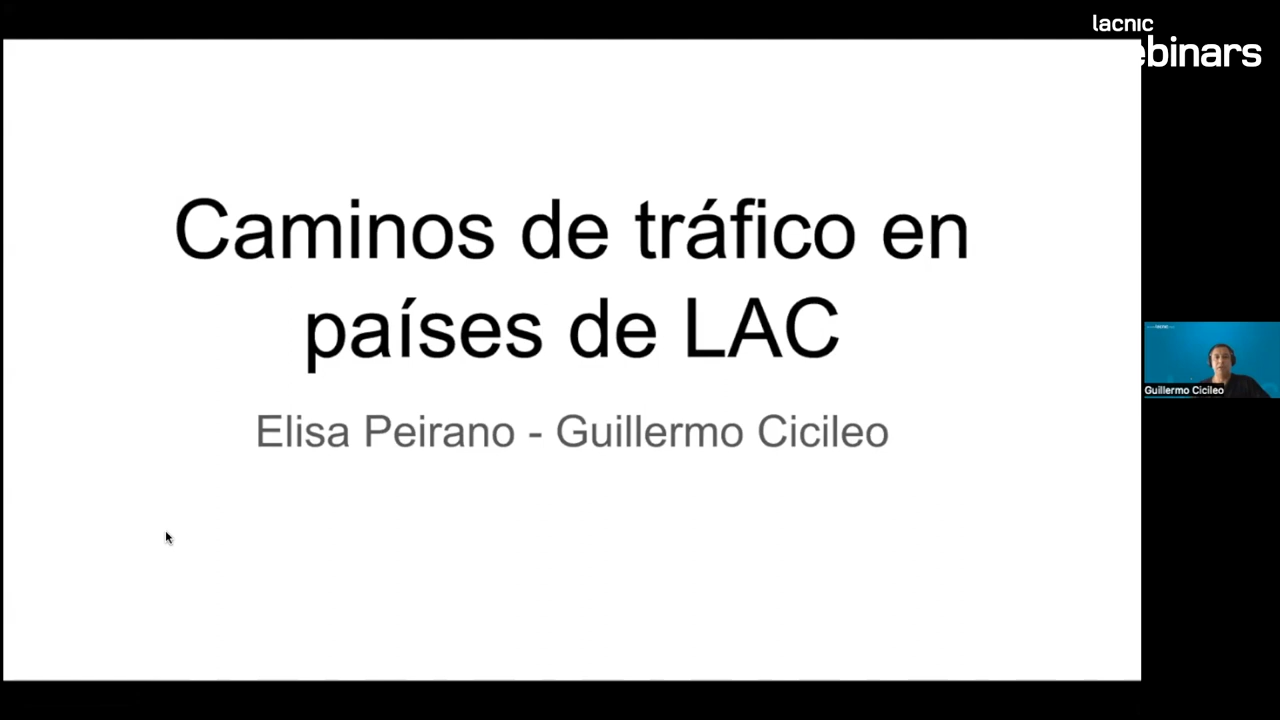 lacnic
ebinars
Caminos de tráfico en
países de LAC
Elisa Peirano - Guillermo Cicileo
Guillermo Cicileo